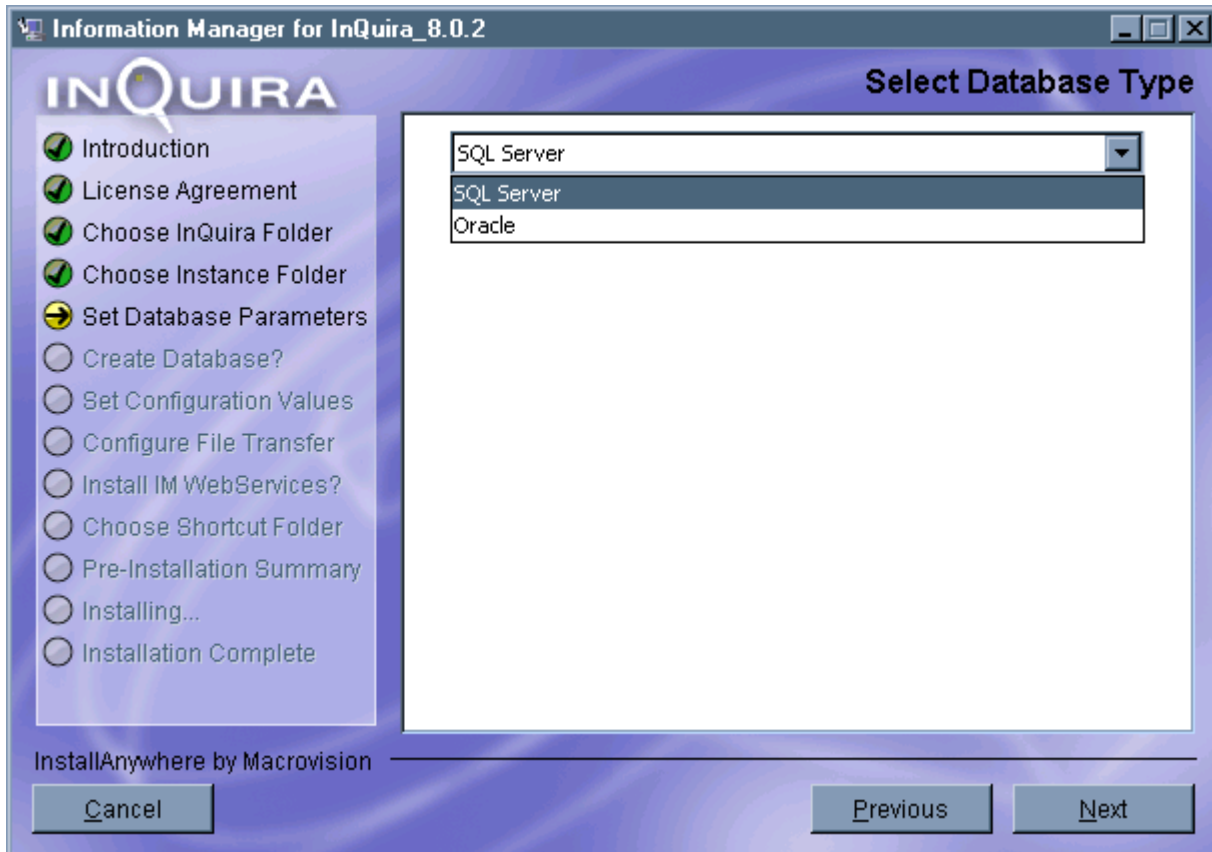 Information Manager for InQuira_8.0.2
INQUIRA
Select Database Type
Introduction
License Agreement
Choose InQuira Folder
Choose Instance Folder
Set Database Parameters
Create Database?
Set Configuration Values
Configure File Transfer
Install IM WebServices?
Choose Shortcut Folder
Pre-Installation Summary
Installing...
Installation Complete
SQL Server
SQL Server
Oracle
InstallAnywhere by Macrovision
Cancel
Previous
Next